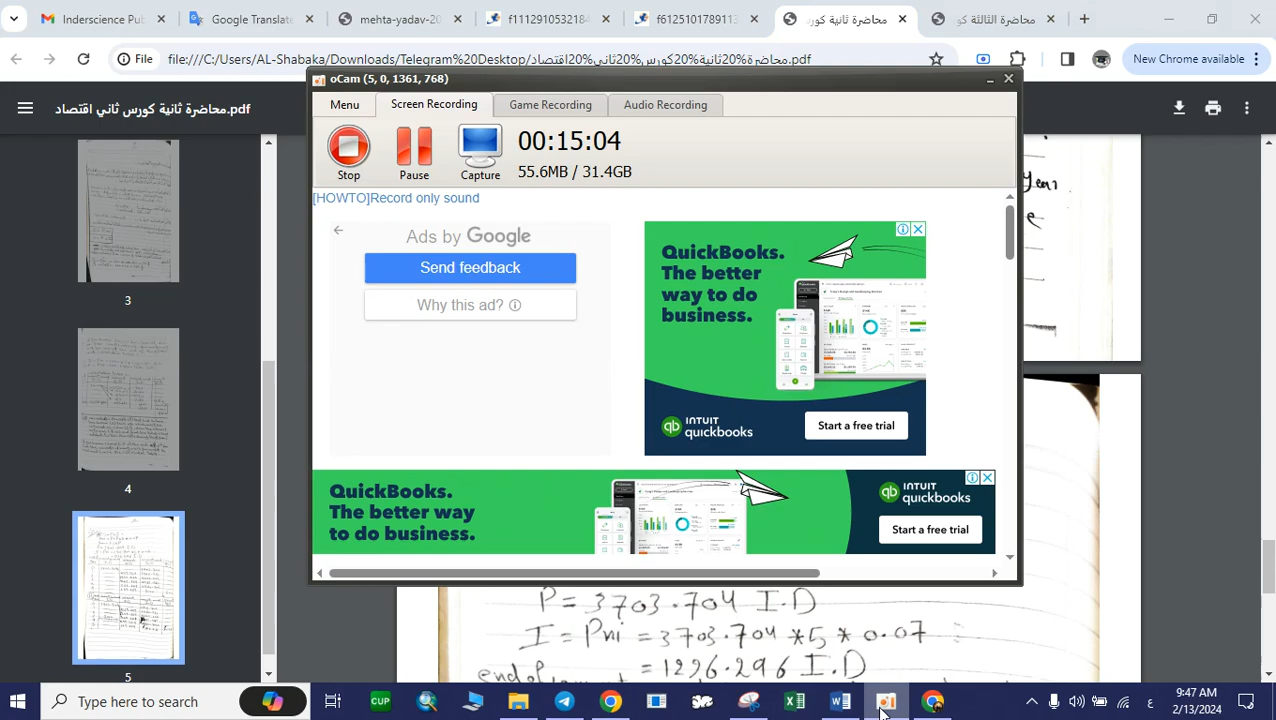 Inderscience Pub
Google Translate
mehta-yadav-20
f1112910532184
f6125101789113
محاضرة ثانية كورس
محاضرة الثالثة كو
File
file:///C:/Users/AL-Shabaka/Downloads/Telegram%20Desktop/محاضرة%20ثانية%20كورس%20ثاني%20اقتصاد.pdf
New Chrome available
محاضرة ثانية كورس ثاني اقتصاد.pdf
oCam (5, 0, 1361, 768)
Menu
Screen Recording
Game Recording
Audio Recording
Stop
Pause
Capture
00:15:04
55.6MB / 31.4GB
[HOWTO]Record only sound
Ads by Google
Send feedback
Why this ad?
QuickBooks.
The better
way to do
business.
INTUIT
quickbooks
Start a free trial
QuickBooks.
The better way
to do business.
INTUIT
quickbooks
Start a free trial
3
4
5
Year
P = 3703.704 I.D
I = Pni = 3703.704 *5 * 0.07
= 1226.296 I.D
Type here to search
CUP
9:47 AM
2/13/2024
ع